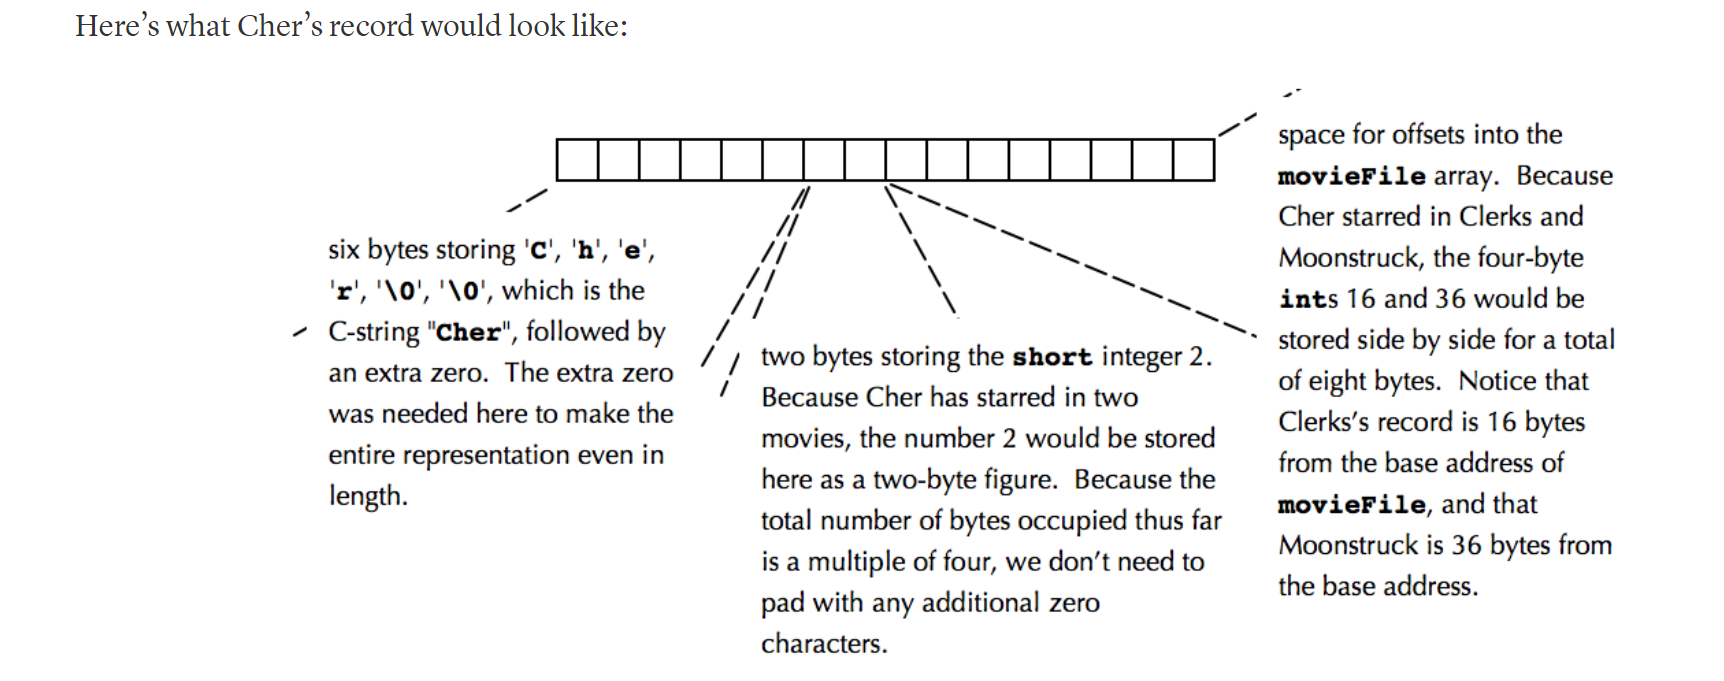 Here’s what Cher’s record would look like:
six bytes storing 'C', 'h', 'e',
'r', '\0', '\0', which is the
C-string "Cher", followed by
an extra zero.  The extra zero
was needed here to make the
entire representation even in
length.
two bytes storing the short integer 2.
Because Cher has starred in two
movies, the number 2 would be stored
here as a two-byte figure.  Because the
total number of bytes occupied thus far
is a multiple of four, we don’t need to
pad with any additional zero
characters.
space for offsets into the
movieFile array.  Because
Cher starred in Clerks and
Moonstruck, the four-byte
ints 16 and 36 would be
stored side by side for a total
of eight bytes.  Notice that
Clerks’s record is 16 bytes
from the base address of
movieFile, and that
Moonstruck is 36 bytes from
the base address.